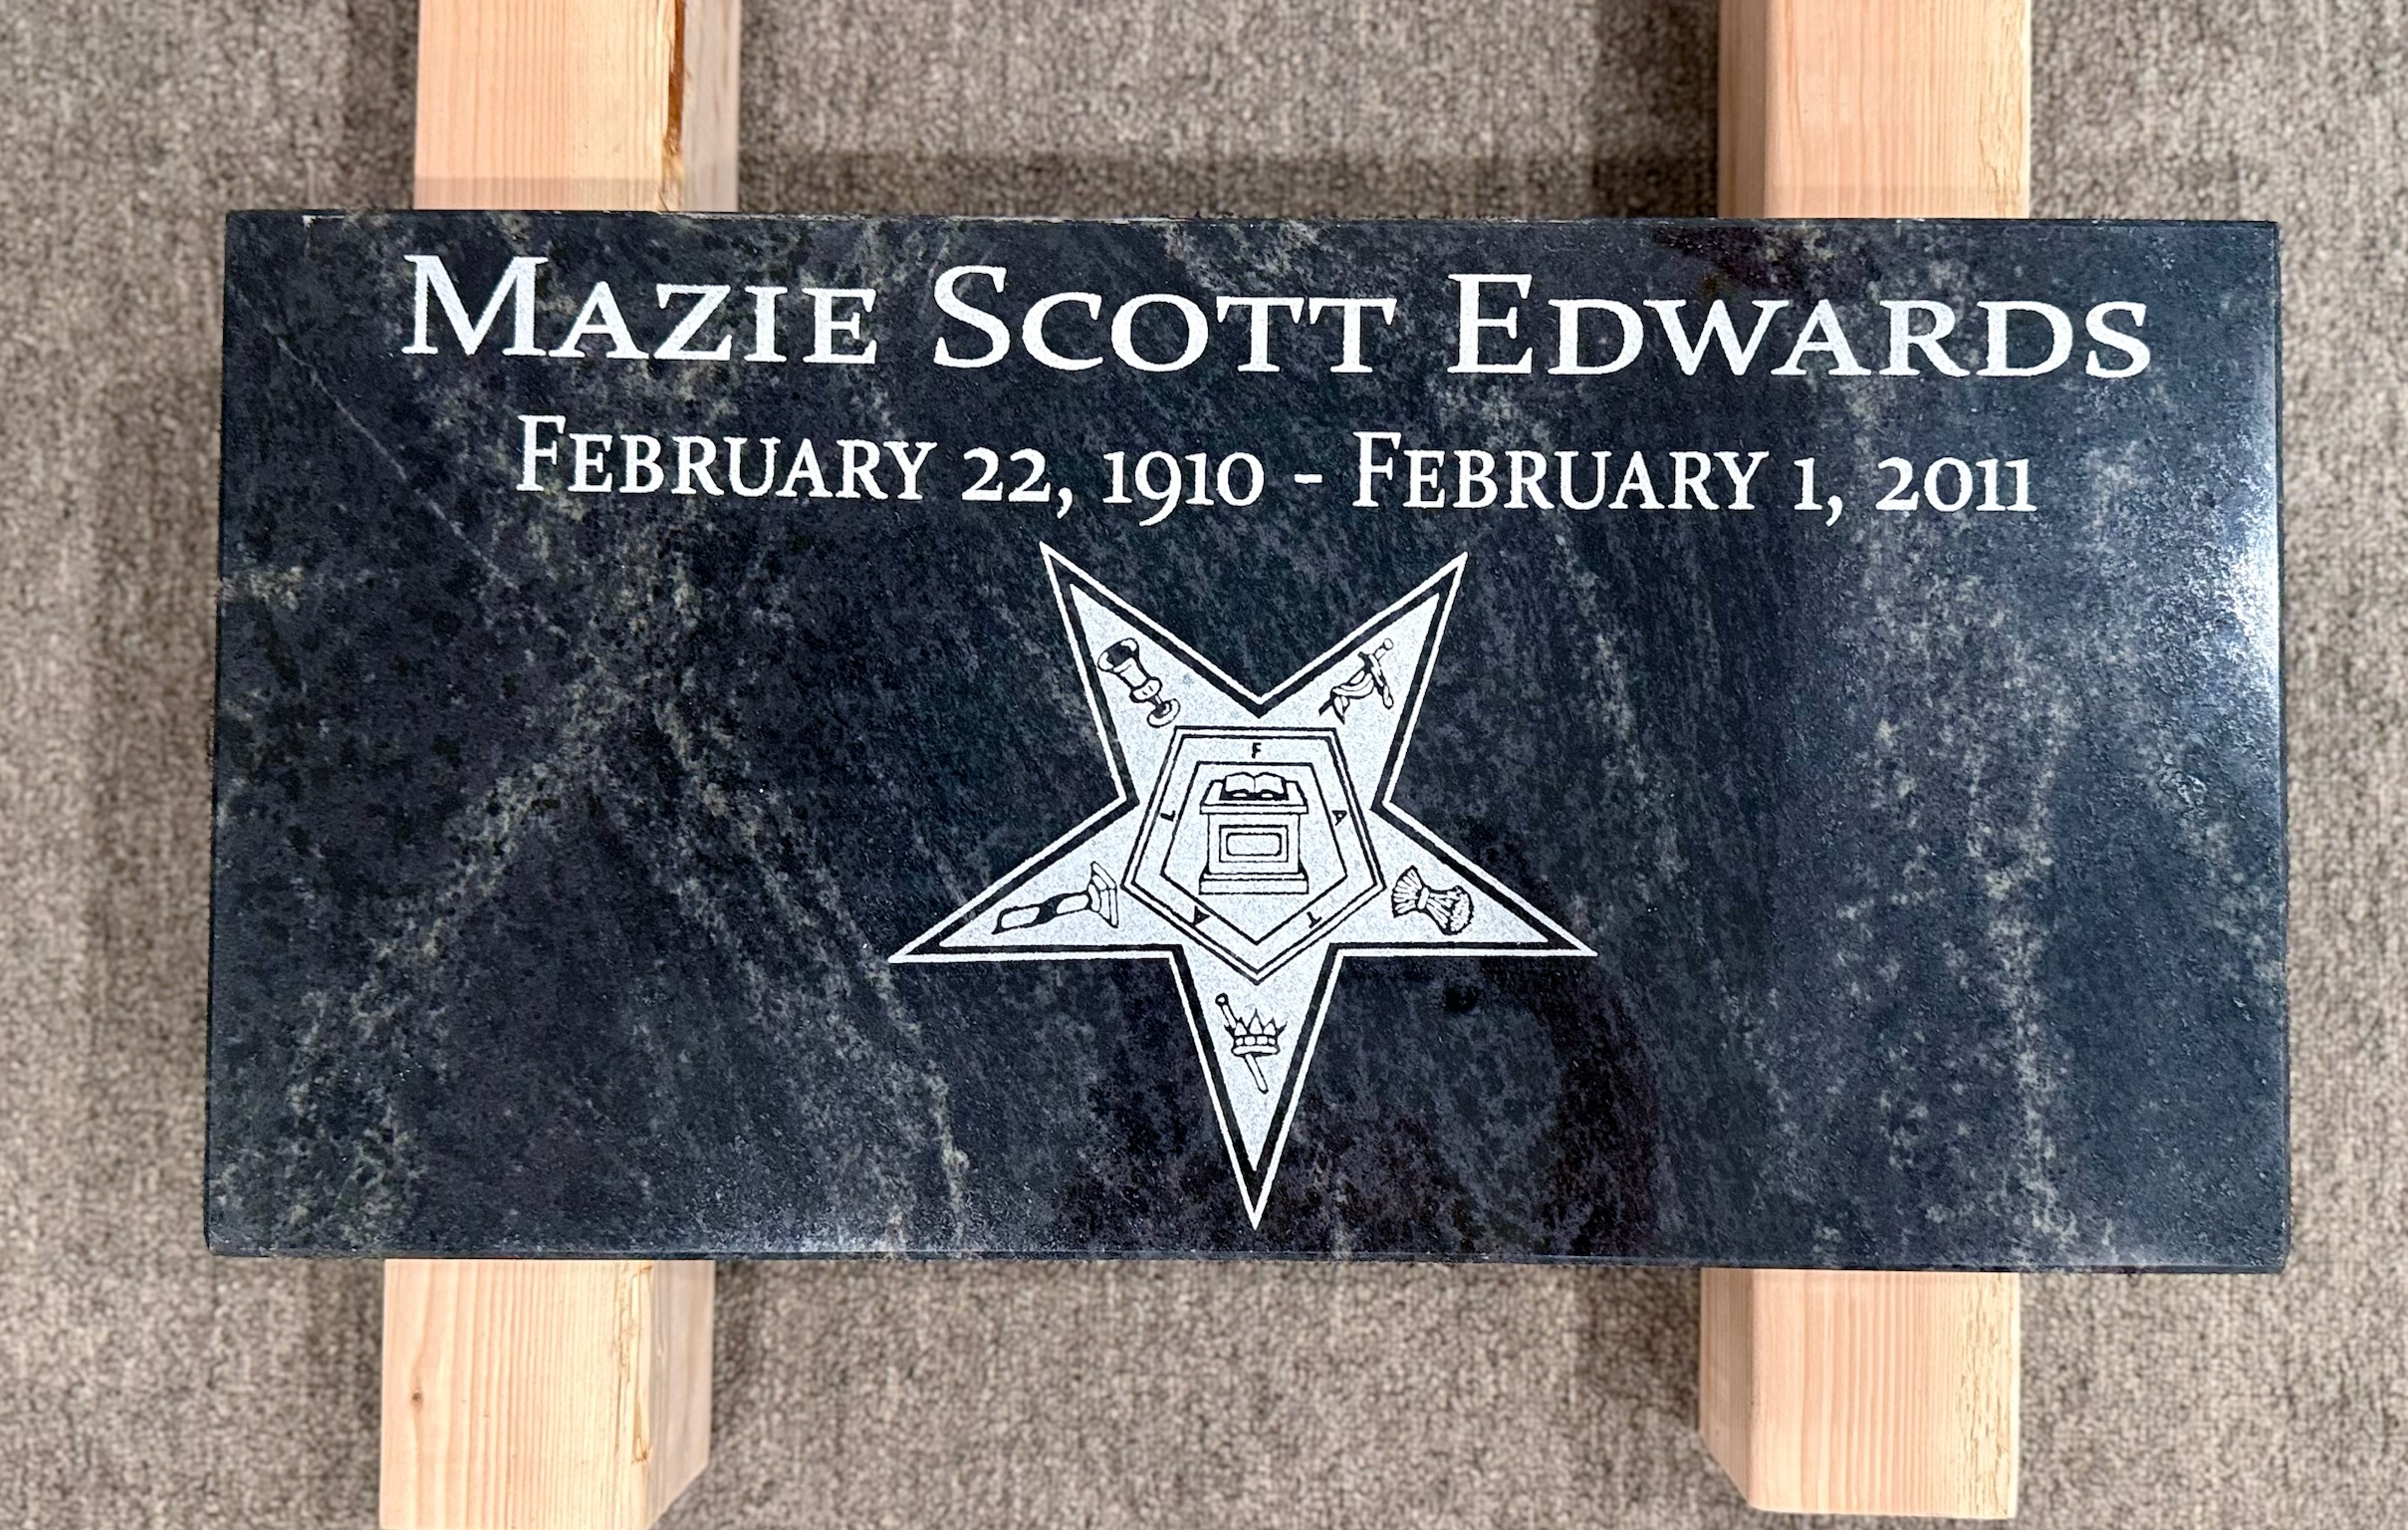 Mazie Scott Edwards
February 22, 1910 - February 1, 2011
F
L A
A T